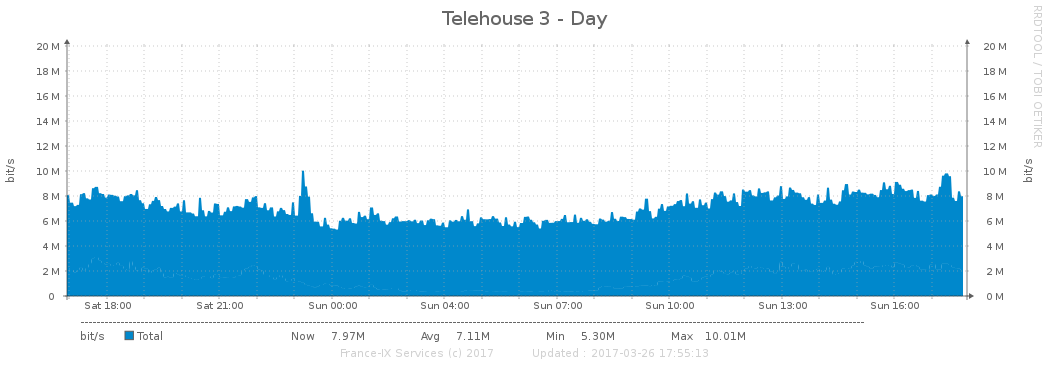 Telehouse 3 - Day
RRDTOOL / TOBI OETIKER
bit/s
bit/s
20 M 20 M
18 M 18 M
16 M 16 M
14 M 14 M
12 M 12 M
10 M 10 M
8 M 8 M
6 M 6 M
4 M 4 M
2 M 2 M
0 0 M
Sat 18:00 Sat 21:00 Sun 00:00 Sun 04:00 Sun 07:00 Sun 10:00 Sun 13:00 Sun 16:00
bit/s Total Now 7.97M Avg 7.11M Min 5.30M Max 10.01M
France-IX Services (c) 2017 Updated : 2017-03-26 17:55:13